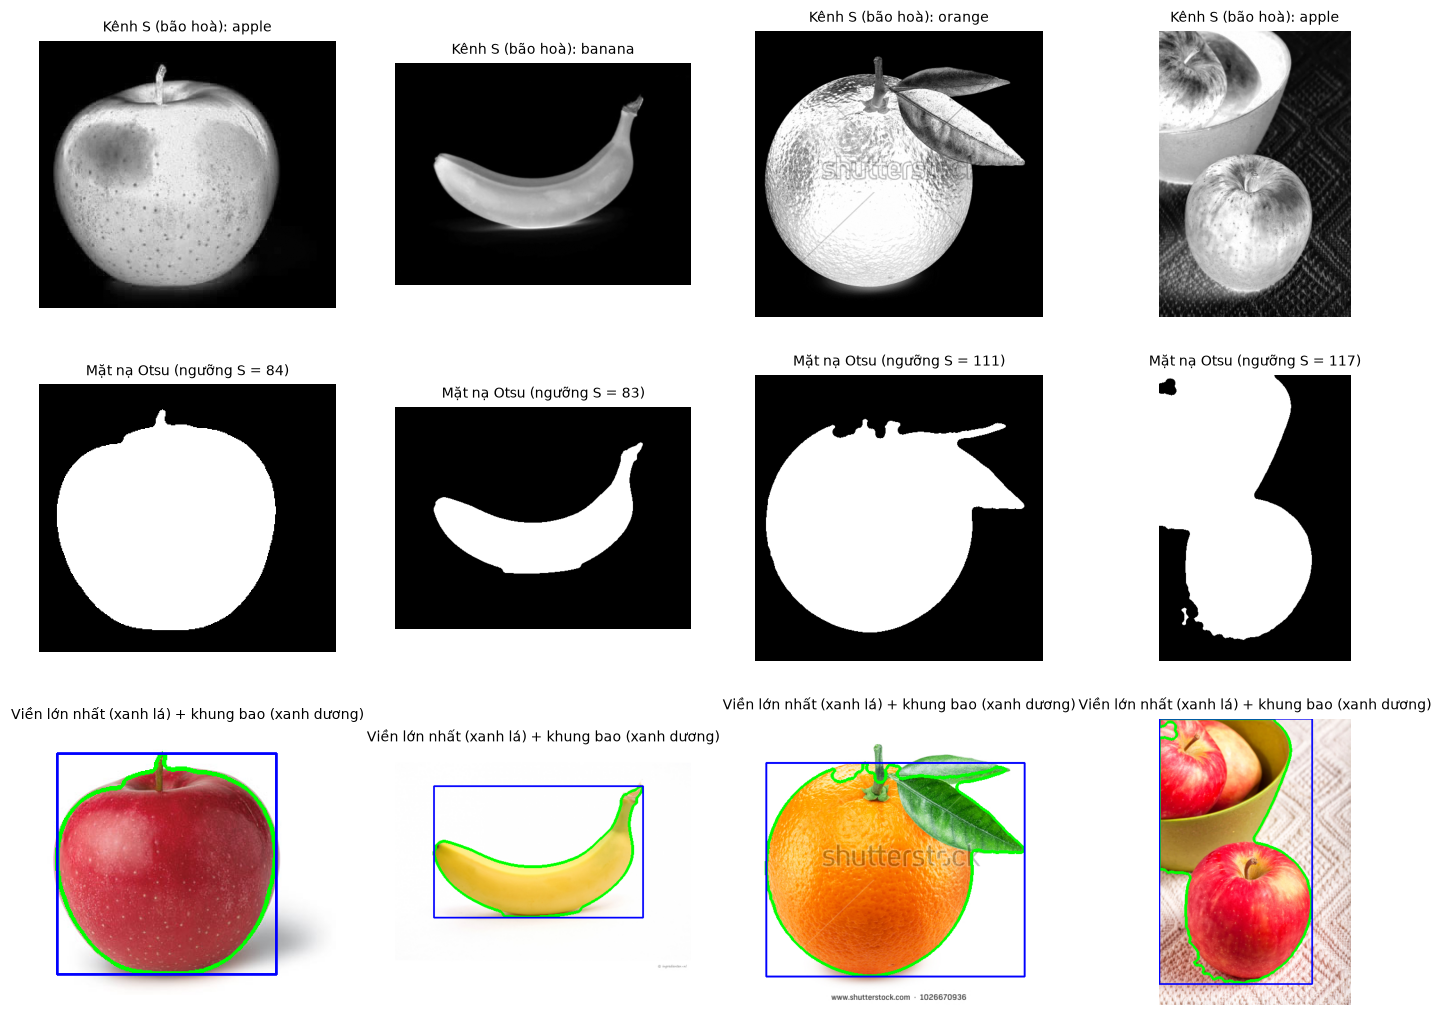 Kênh S (bão hoà): apple
Kênh S (bão hoà): banana
Kênh S (bão hoà): orange
Kênh S (bão hoà): apple
shutterstock
Mặt nạ Otsu (ngưỡng S = 84)
Mặt nạ Otsu (ngưỡng S = 83)
Mặt nạ Otsu (ngưỡng S = 111)
Mặt nạ Otsu (ngưỡng S = 117)
Viền lớn nhất (xanh lá) + khung bao (xanh dương)
Viền lớn nhất (xanh lá) + khung bao (xanh dương)
Viền lớn nhất (xanh lá) + khung bao (xanh dương)
Viền lớn nhất (xanh lá) + khung bao (xanh dương)
shutterstock
www.shutterstock.com · 1026670936